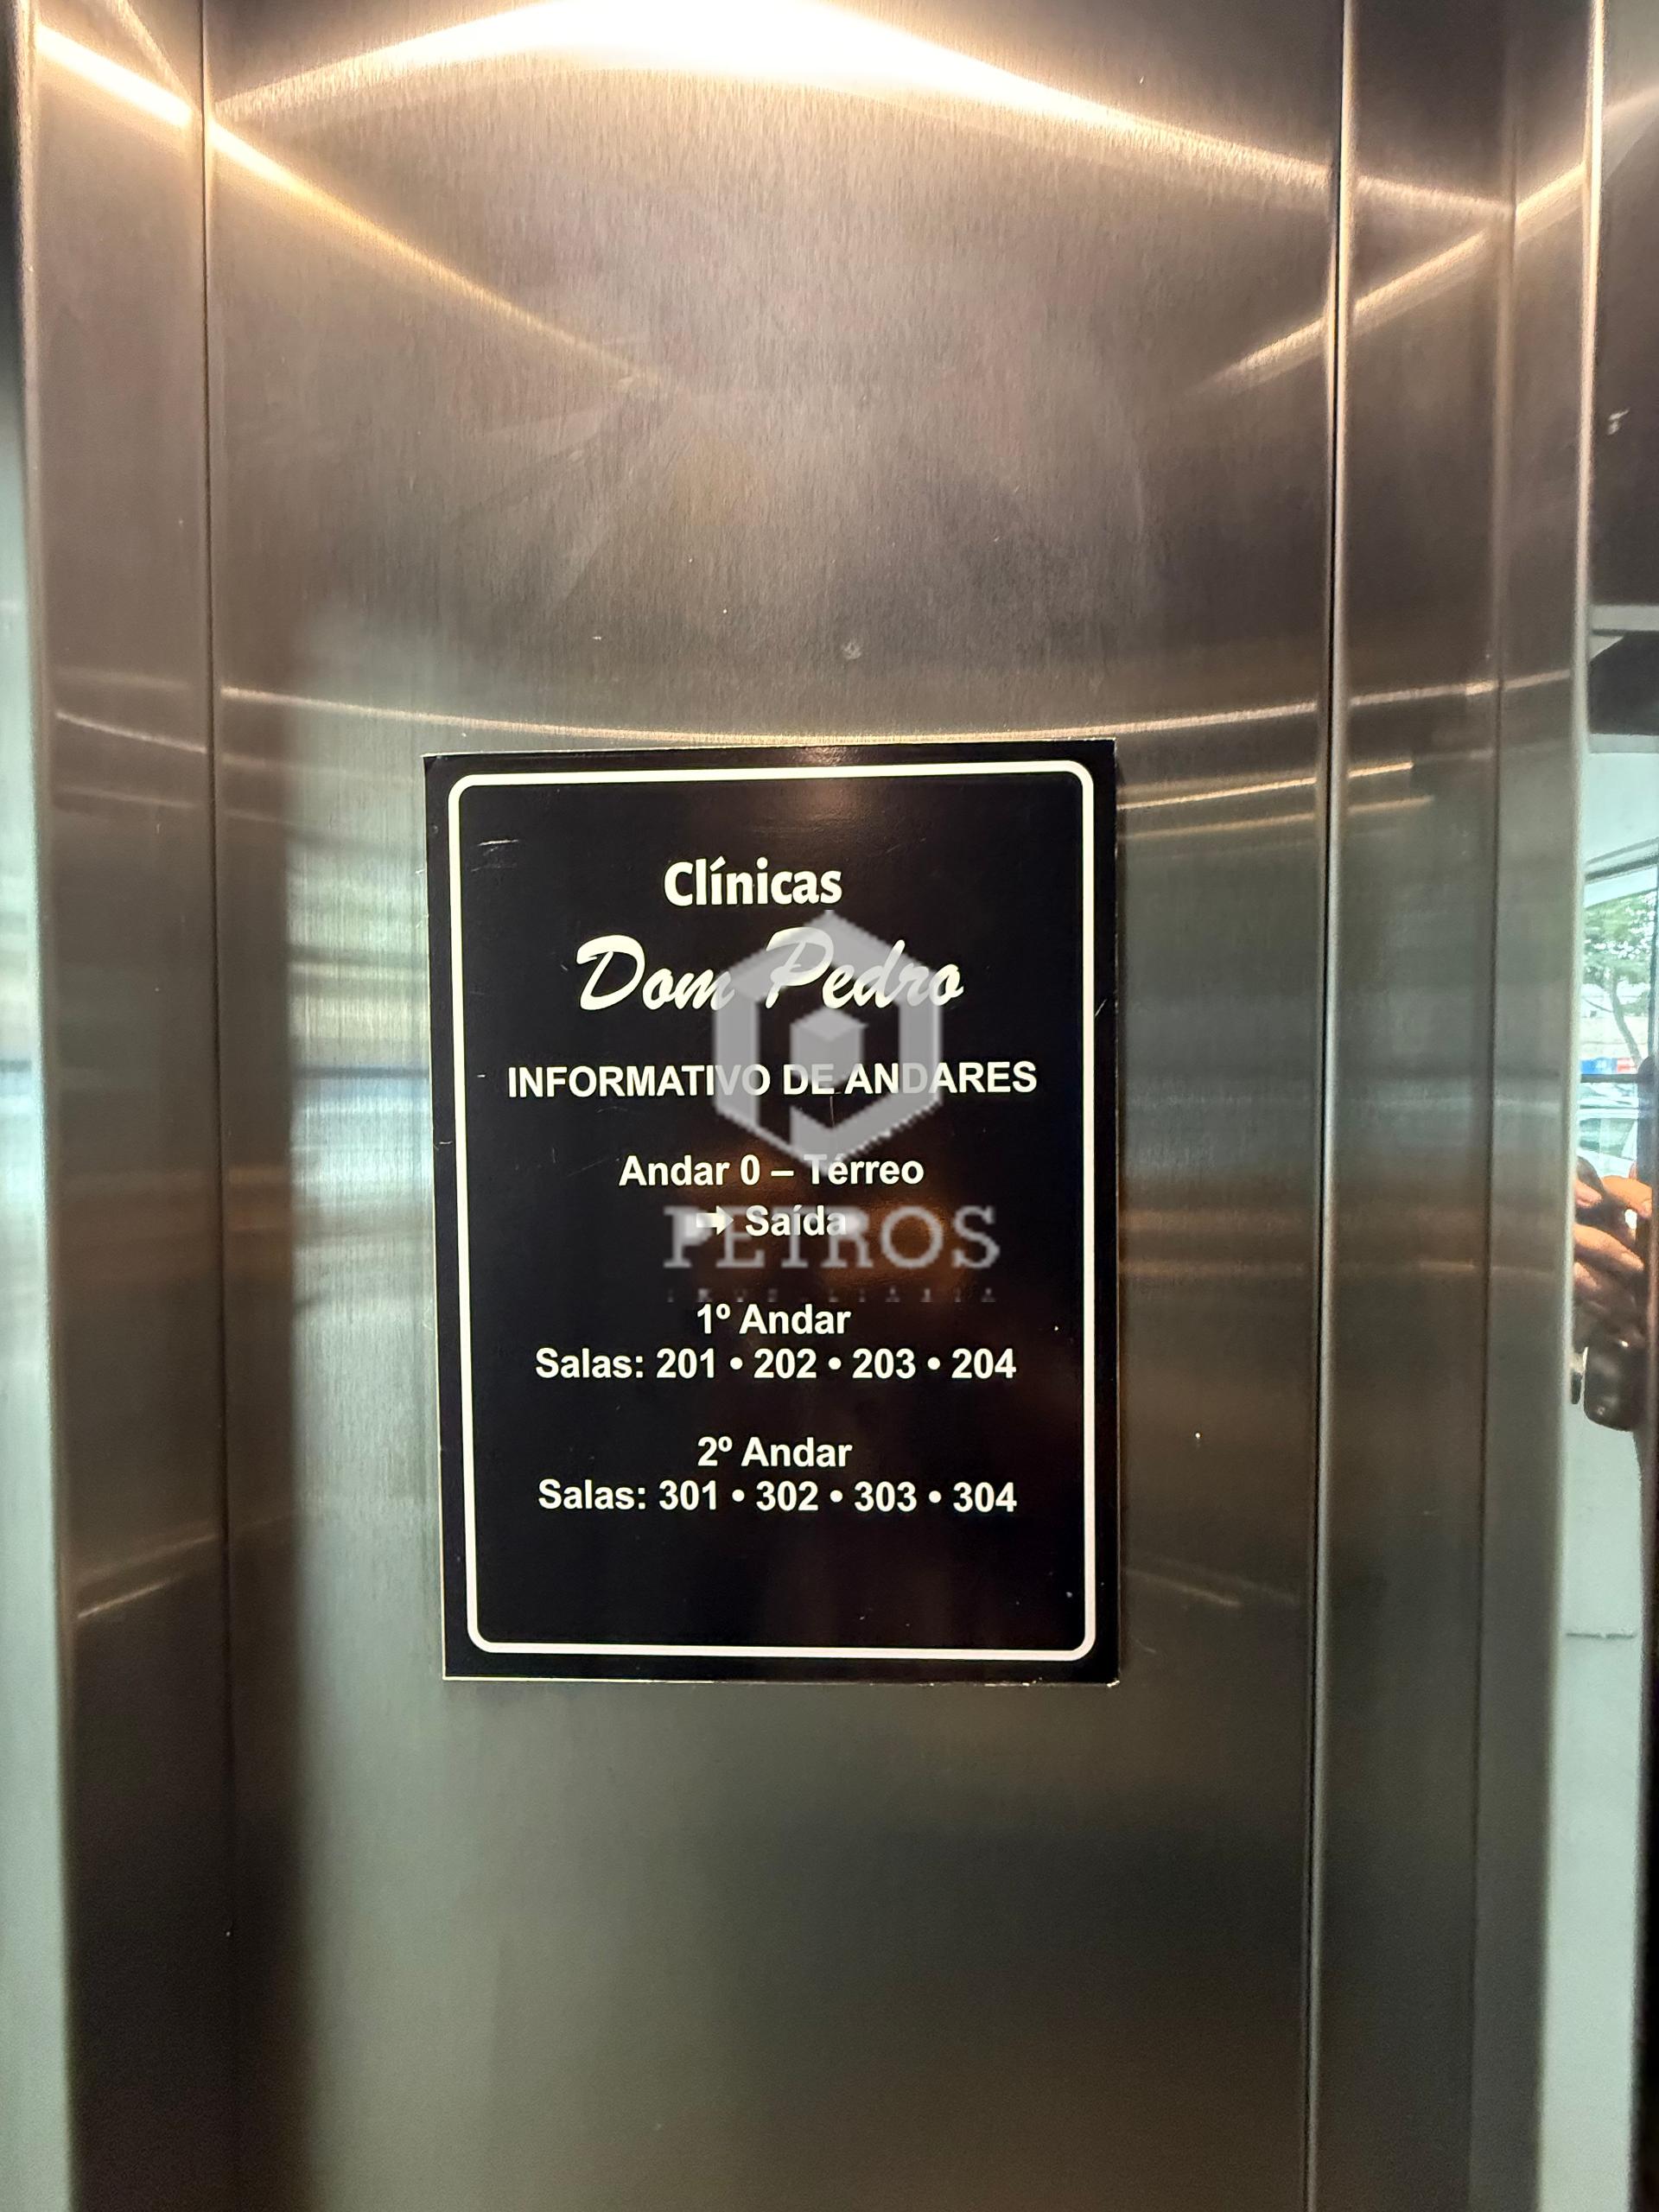 Clínicas
Dom Pedro
INFORMATIVO DE ANDARES
Andar 0 – Térreo
➜ Saída
PETROS
IMOBILIÁRIA
1º Andar
Salas: 201 • 202 • 203 • 204
2º Andar
Salas: 301 • 302 • 303 • 304